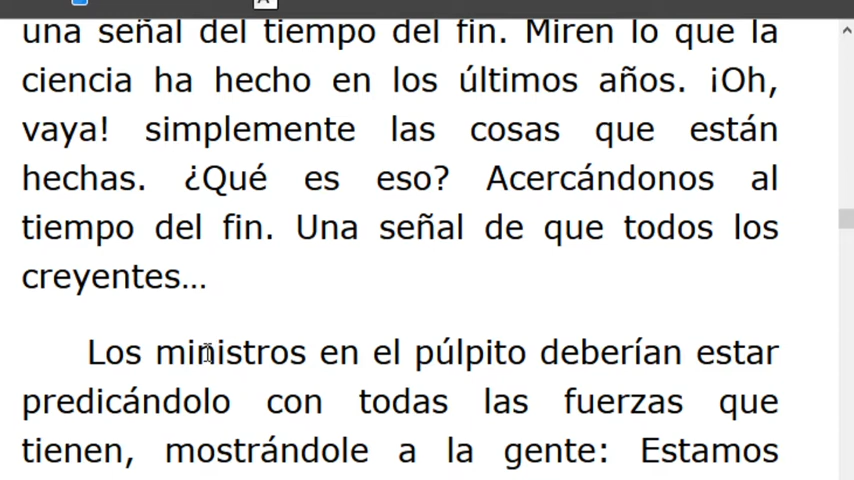 una señal del tiempo del fin. Miren lo que la
ciencia ha hecho en los últimos años. ¡Oh,
vaya! simplemente las cosas que están
hechas. ¿Qué es eso? Acercándonos al
tiempo del fin. Una señal de que todos los
creyentes…
Los ministros en el púlpito deberían estar
predicándolo con todas las fuerzas que
tienen, mostrándole a la gente: Estamos